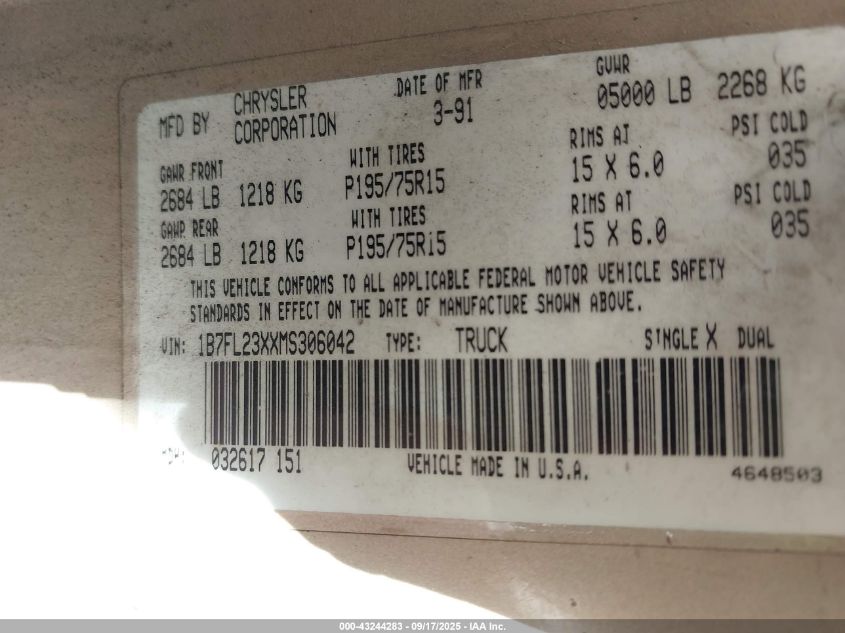 MFD BY CHRYSLER CORPORATION DATE OF MFR 3-91 GVWR 05000 LB 2268 KG
GAWR FRONT WITH TIRES RIMS AT PSI COLD
2684 LB 1218 KG P195/75R15 15 X 6.0 035
GAWR REAR WITH TIRES RIMS AT PSI COLD
2684 LB 1218 KG P195/75R15 15 X 6.0 035
THIS VEHICLE CONFORMS TO ALL APPLICABLE FEDERAL MOTOR VEHICLE SAFETY
STANDARDS IN EFFECT ON THE DATE OF MANUFACTURE SHOWN ABOVE.
VIN: 1B7FL23XXMS306042 TYPE: TRUCK SINGLE X DUAL
MDH: 032617 151 VEHICLE MADE IN U.S.A. 4648503
000-43244283 - 09/17/2025 - IAA Inc.